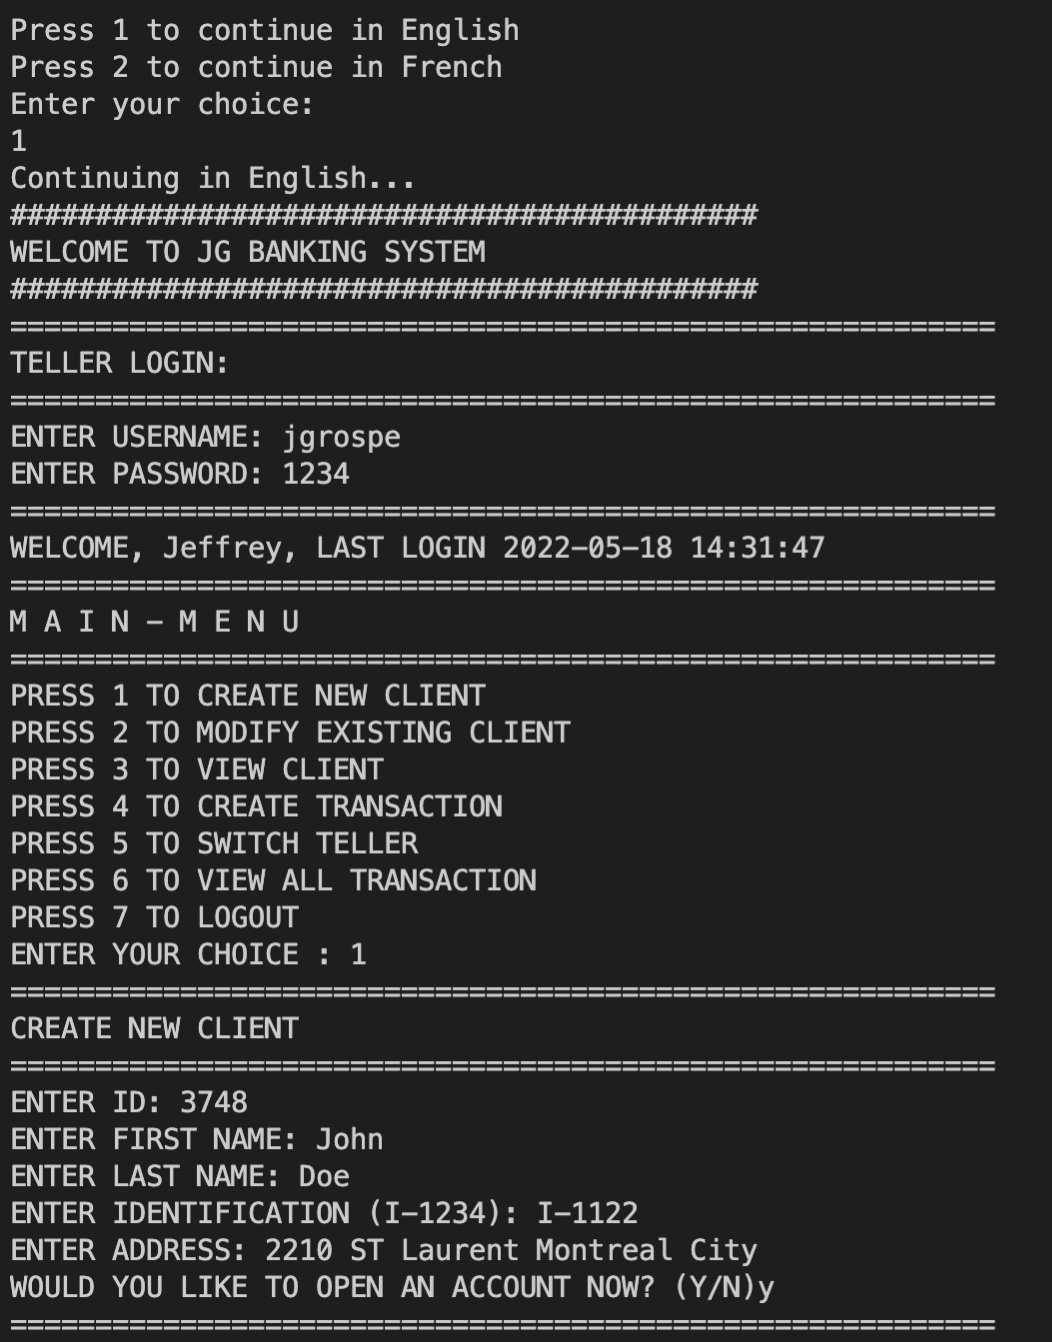 Press 1 to continue in English
Press 2 to continue in French
Enter your choice:
1
Continuing in English...
############################################
WELCOME TO JG BANKING SYSTEM
############################################
==========================================================
TELLER LOGIN:
==========================================================
ENTER USERNAME: jgrospe
ENTER PASSWORD: 1234
==========================================================
WELCOME, Jeffrey, LAST LOGIN 2022-05-18 14:31:47
==========================================================
M A I N - M E N U
==========================================================
PRESS 1 TO CREATE NEW CLIENT
PRESS 2 TO MODIFY EXISTING CLIENT
PRESS 3 TO VIEW CLIENT
PRESS 4 TO CREATE TRANSACTION
PRESS 5 TO SWITCH TELLER
PRESS 6 TO VIEW ALL TRANSACTION
PRESS 7 TO LOGOUT
ENTER YOUR CHOICE : 1
==========================================================
CREATE NEW CLIENT
==========================================================
ENTER ID: 3748
ENTER FIRST NAME: John
ENTER LAST NAME: Doe
ENTER IDENTIFICATION (I-1234): I-1122
ENTER ADDRESS: 2210 ST Laurent Montreal City
WOULD YOU LIKE TO OPEN AN ACCOUNT NOW? (Y/N)y
==========================================================